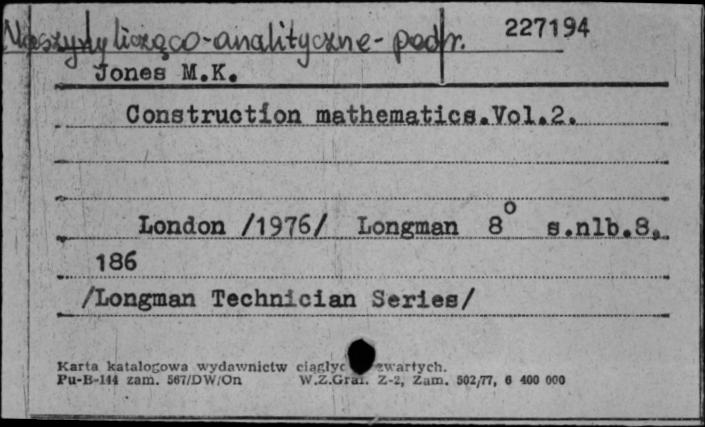 Maszyny licząco-analityczne-podr. 227194
Jones M.K.
Construction mathematics.Vol.2.
London /1976/ Longman 8° s.nlb.8,
186
/Longman Technician Series/
Karta katalogowa wydawnictw zwartych.
Pu-B-144 zam. 567/DW/On W.Z.Graf. Z-2, Zam. 502/77, 6 400 000